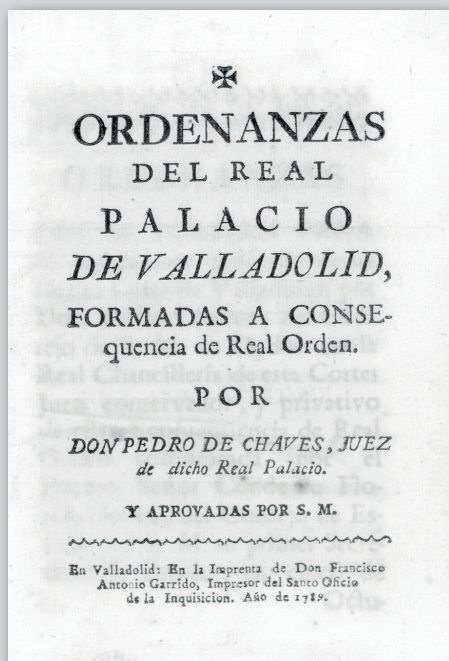 ✠
ORDENANZAS
DEL REAL
PALACIO
DE VALLADOLID,
FORMADAS A CONSE-
quencia de Real Orden.
POR
DON PEDRO DE CHAVES, JUEZ
de dicho Real Palacio.
Y APROVADAS POR S. M.
En Valladolid: En la Imprenta de Don Francisco
Antonio Garrido, Impresor del Santo Oficio
de la Inquisicion. Año de 1789.